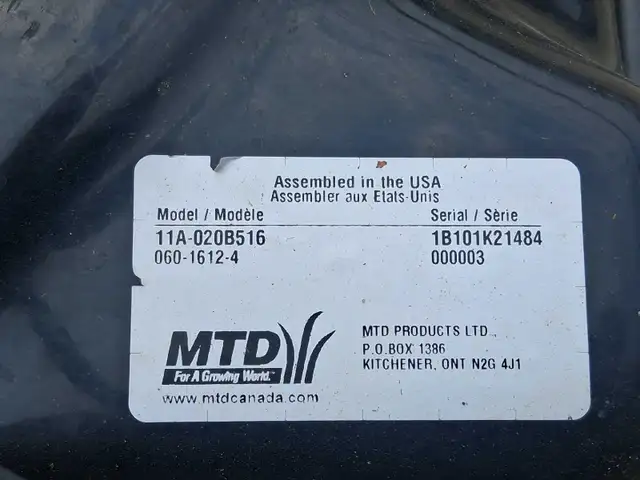 Assembled in the USA
Assembler aux Etats-Unis
Model / Modèle
Serial / Série
11A-020B516
1B101K21484
060-1612-4
000003
MTD
For A Growing World.™
www.mtdcanada.com
MTD PRODUCTS LTD.,
P.O.BOX 1386
KITCHENER, ONT N2G 4J1